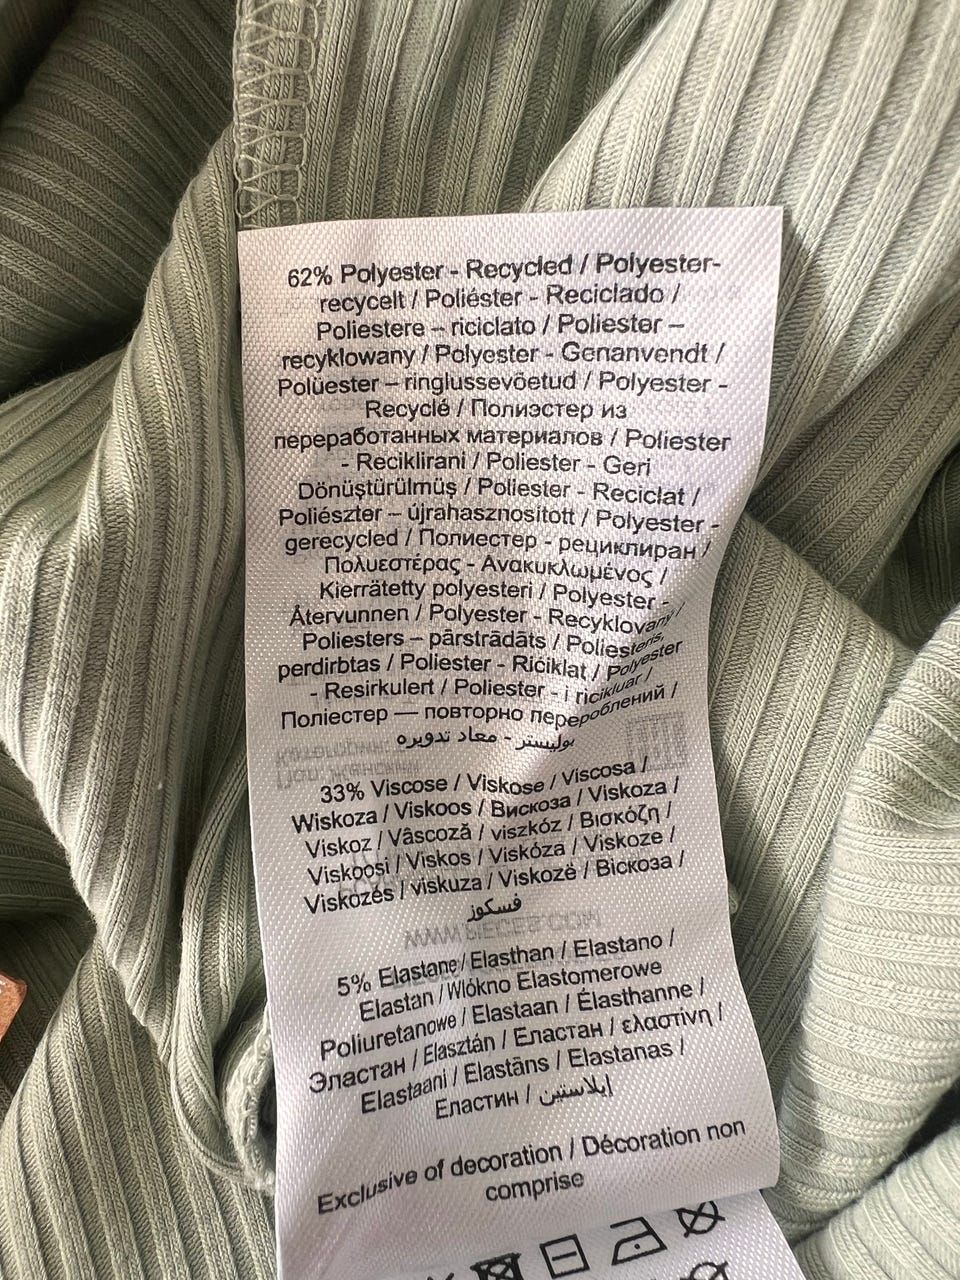 62% Polyester - Recycled / Polyester-
recycelt / Poliéster - Reciclado /
Poliestere – riciclato / Poliester –
recyklowany / Polyester - Genanvendt /
Polüester – ringlussevõetud / Polyester -
Recyclé / Полиэстер из
переработанных материалов / Poliester
- Reciklirani / Poliester - Geri
Dönüştürülmüş / Poliester - Reciclat /
Poliészter – újrahasznosított / Polyester -
gerecycled / Полиестер - рециклиран /
Πολυεστέρας - Ανακυκλωμένος /
Kierrätetty polyesteri / Polyester -
Återvunnen / Polyester - Recyklovaný /
Poliesters – pārstrādāts / Poliesteris,
perdirbtas / Poliester - Riċiklat / Polyester
- Resirkulert / Poliester - i ricikluar /
Поліестер — повторно перероблений /
بوليستر - معاد تدويره
33% Viscose / Viskose / Viscosa /
Wiskoza / Viskoos / Вискоза / Viskoza /
Viskoz / Vâscoză / viszkóz / Βισκόζη /
Viskoosi / Viskos / Viskóza / Viskoze /
Viskozės / viskuza / Viskozë / Віскоза /
فسكوز
WWW.PIECES.COM
5% Elastane / Elasthan / Elastano /
Elastan / Włókno Elastomerowe
Poliuretanowe / Elastaan / Élasthanne /
Эластан / Elasztán / Еластан / ελαστίνη /
Elastaani / Elastāns / Elastanas /
Еластин / إيلاستين
Exclusive of decoration / Décoration non
comprise